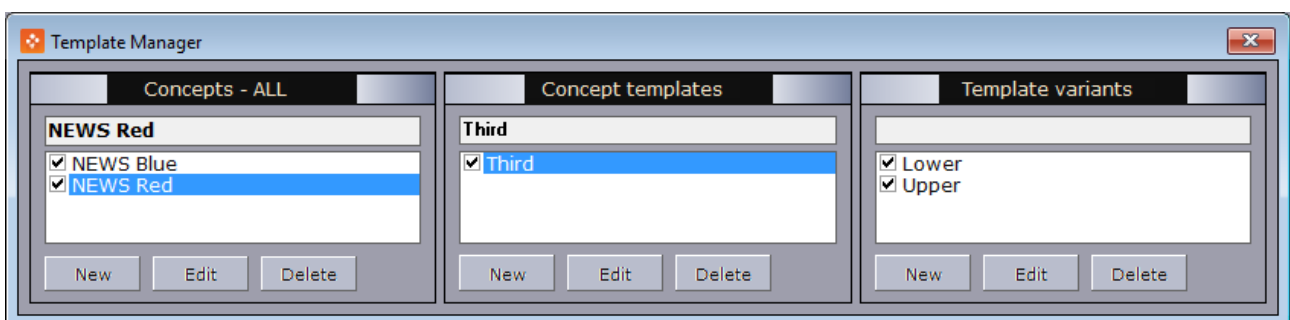 Template Manager
Concepts - ALL
NEWS Red
NEWS Blue
NEWS Red
New Edit Delete
Concept templates
Third
Third
New Edit Delete
Template variants
Lower
Upper
New Edit Delete